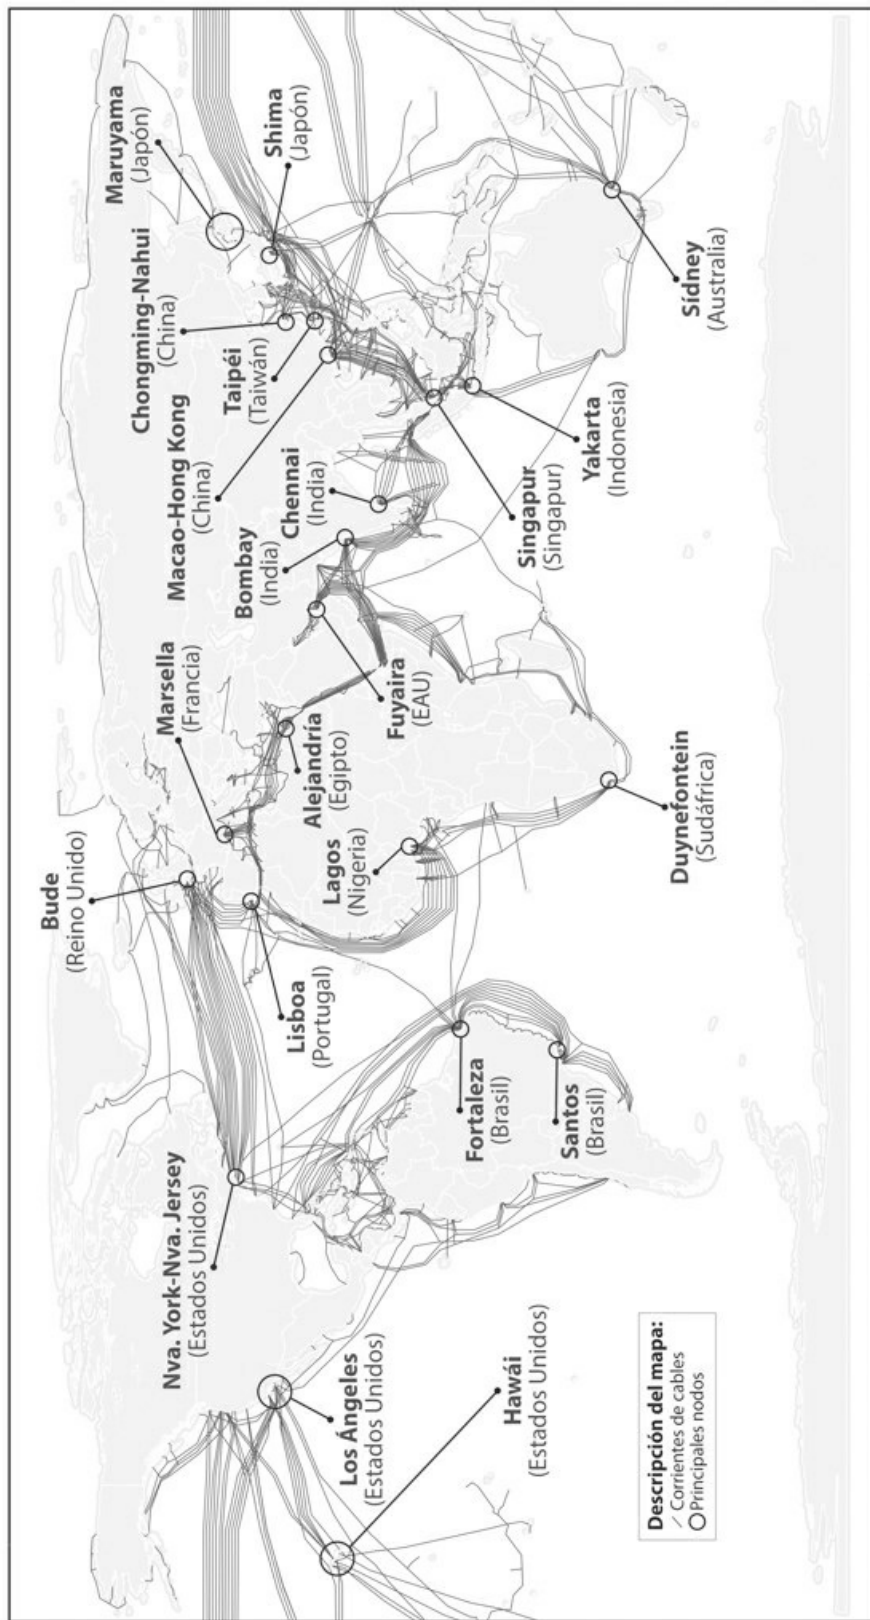 Maruyama
(Japón)
Shima
(Japón)
Chongming-Nahui
(China)
Taipéi
(Taiwán)
Macao-Hong Kong
(China)
Chennai
(India)
Bombay
(India)
Singapur
(Singapur)
Yakarta
(Indonesia)
Sídney
(Australia)
Marsella
(Francia)
Alejandría
(Egipto)
Fuyaira
(EAU)
Bude
(Reino Unido)
Lisboa
(Portugal)
Lagos
(Nigeria)
Duynefontein
(Sudáfrica)
Nva. York-Nva. Jersey
(Estados Unidos)
Fortaleza
(Brasil)
Santos
(Brasil)
Los Ángeles
(Estados Unidos)
Hawái
(Estados Unidos)
Descripción del mapa:
Corrientes de cables
Principales nodos